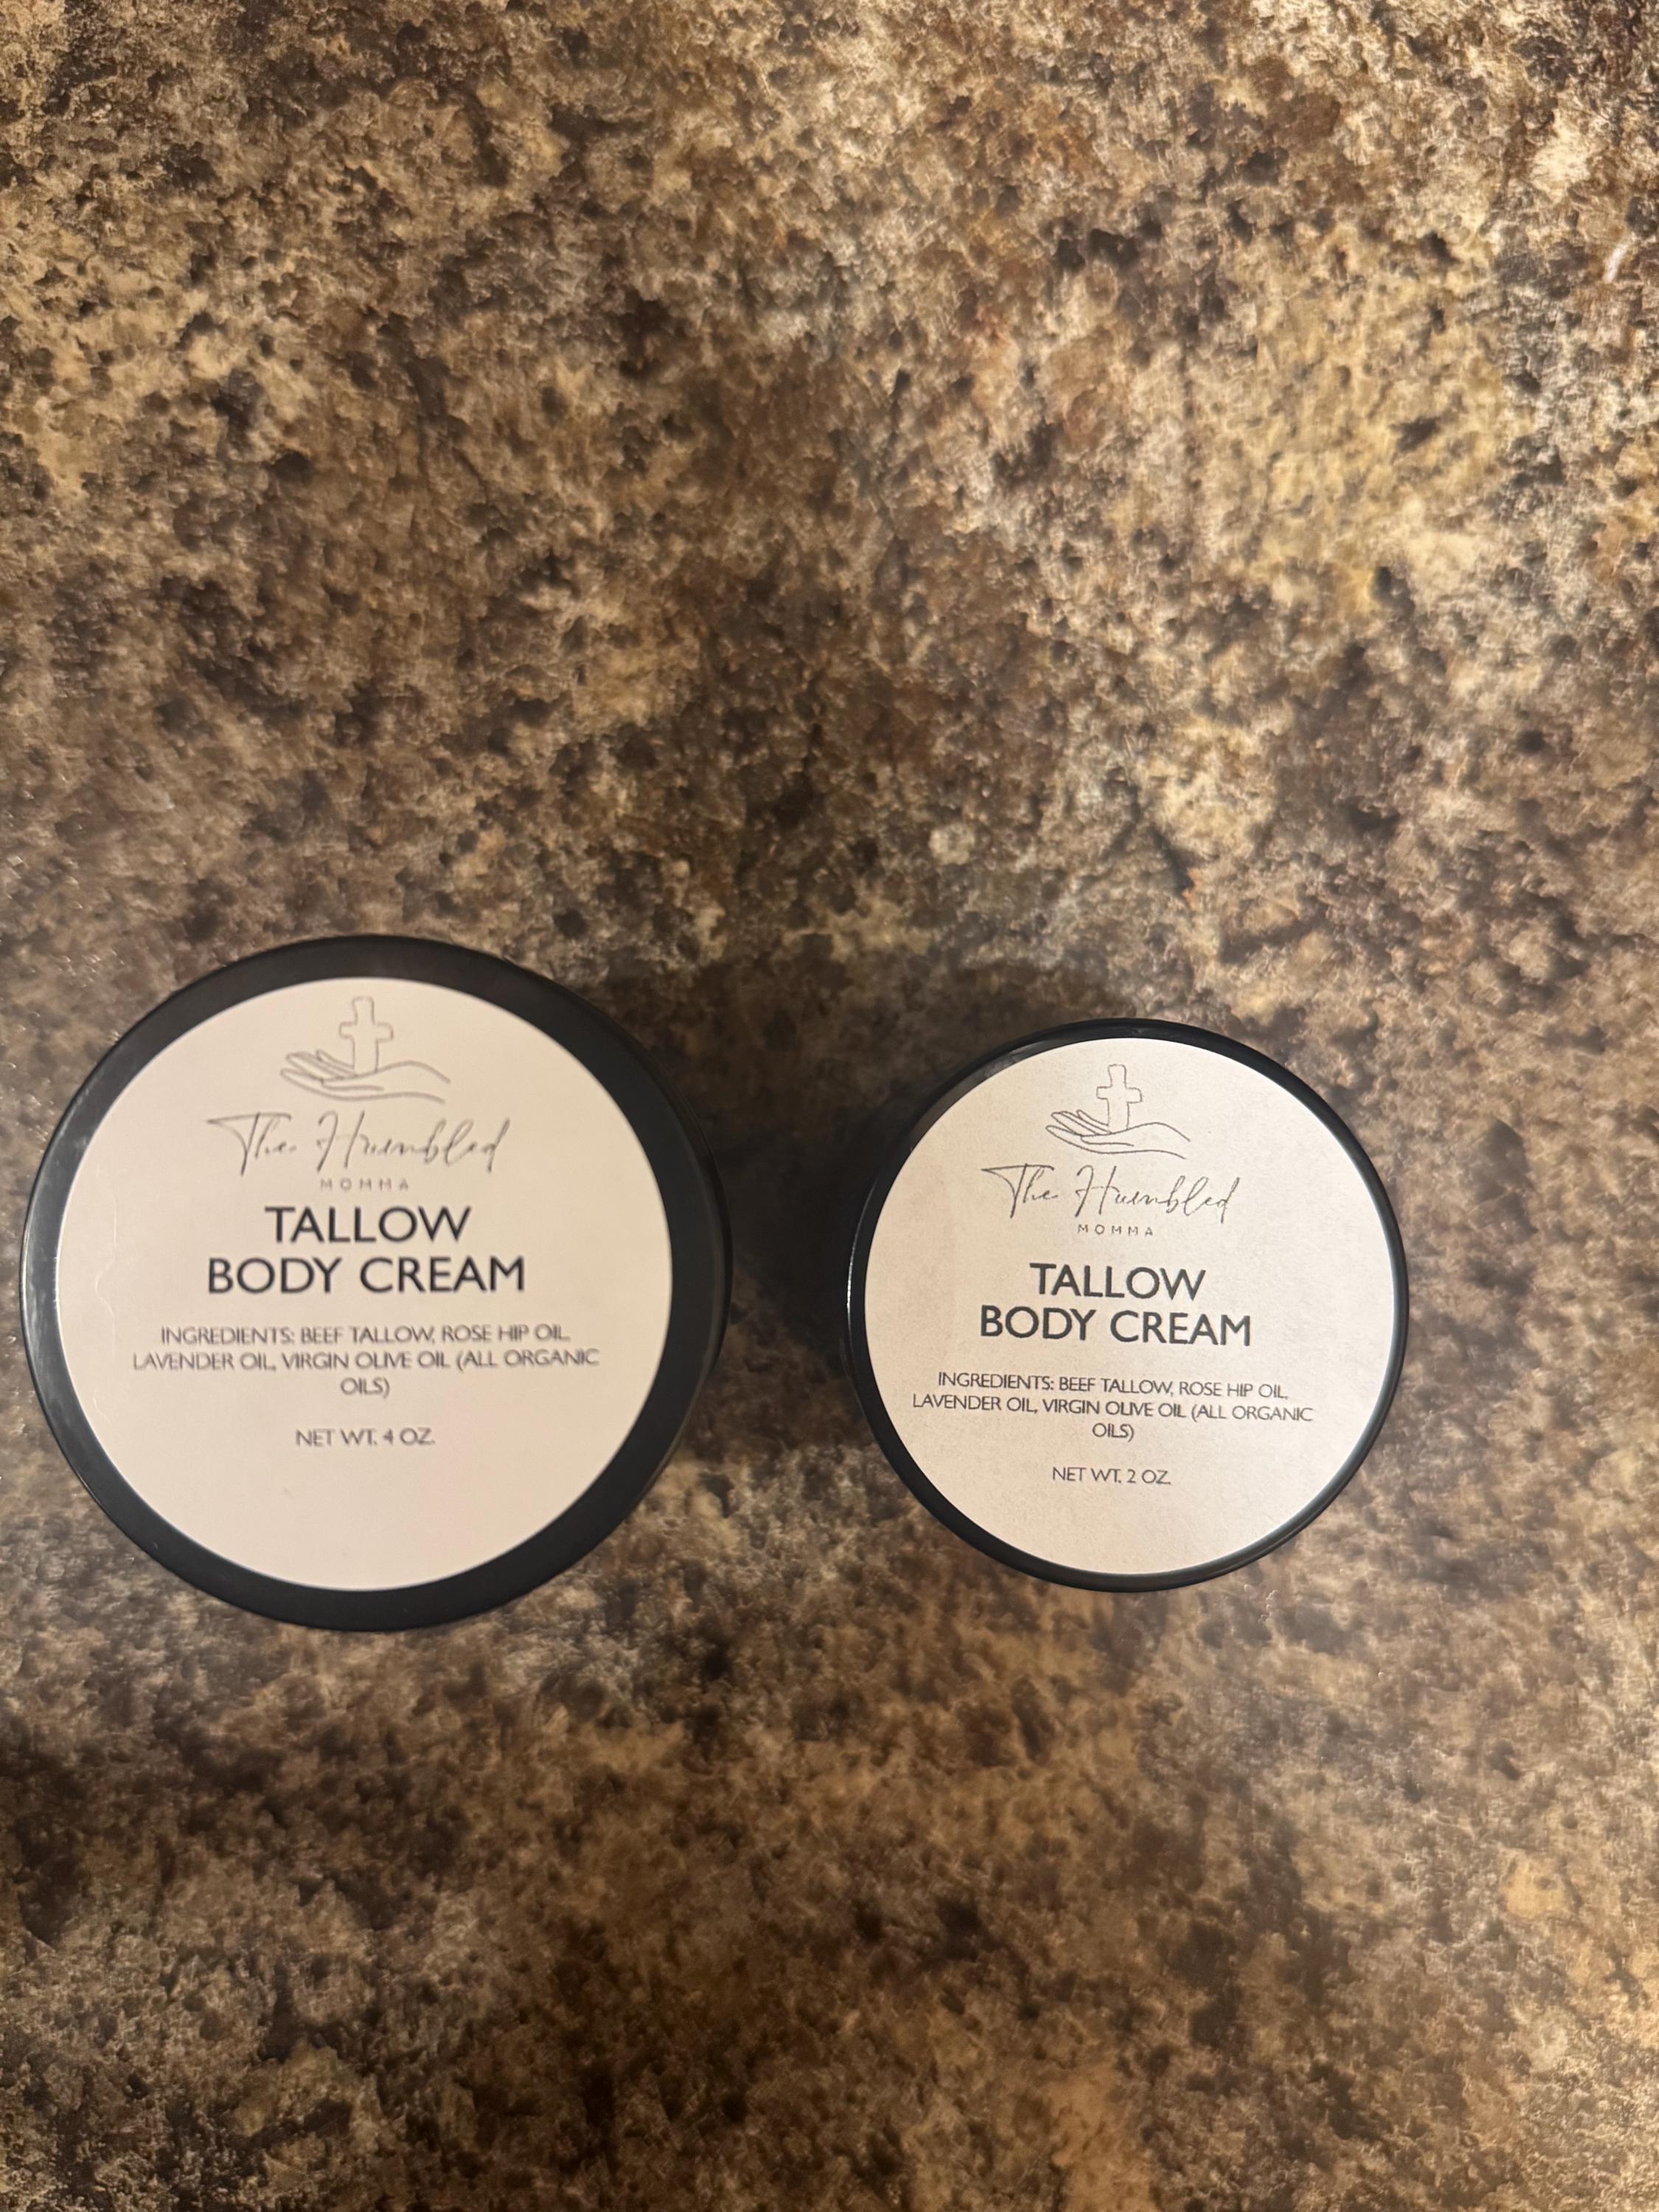 The Humbled
MOMMA
TALLOW
BODY CREAM
INGREDIENTS: BEEF TALLOW, ROSE HIP OIL,
LAVENDER OIL, VIRGIN OLIVE OIL (ALL ORGANIC
OILS)
NET WT. 4 OZ.
The Humbled
MOMMA
TALLOW
BODY CREAM
INGREDIENTS: BEEF TALLOW, ROSE HIP OIL,
LAVENDER OIL, VIRGIN OLIVE OIL (ALL ORGANIC
OILS)
NET WT. 2 OZ.